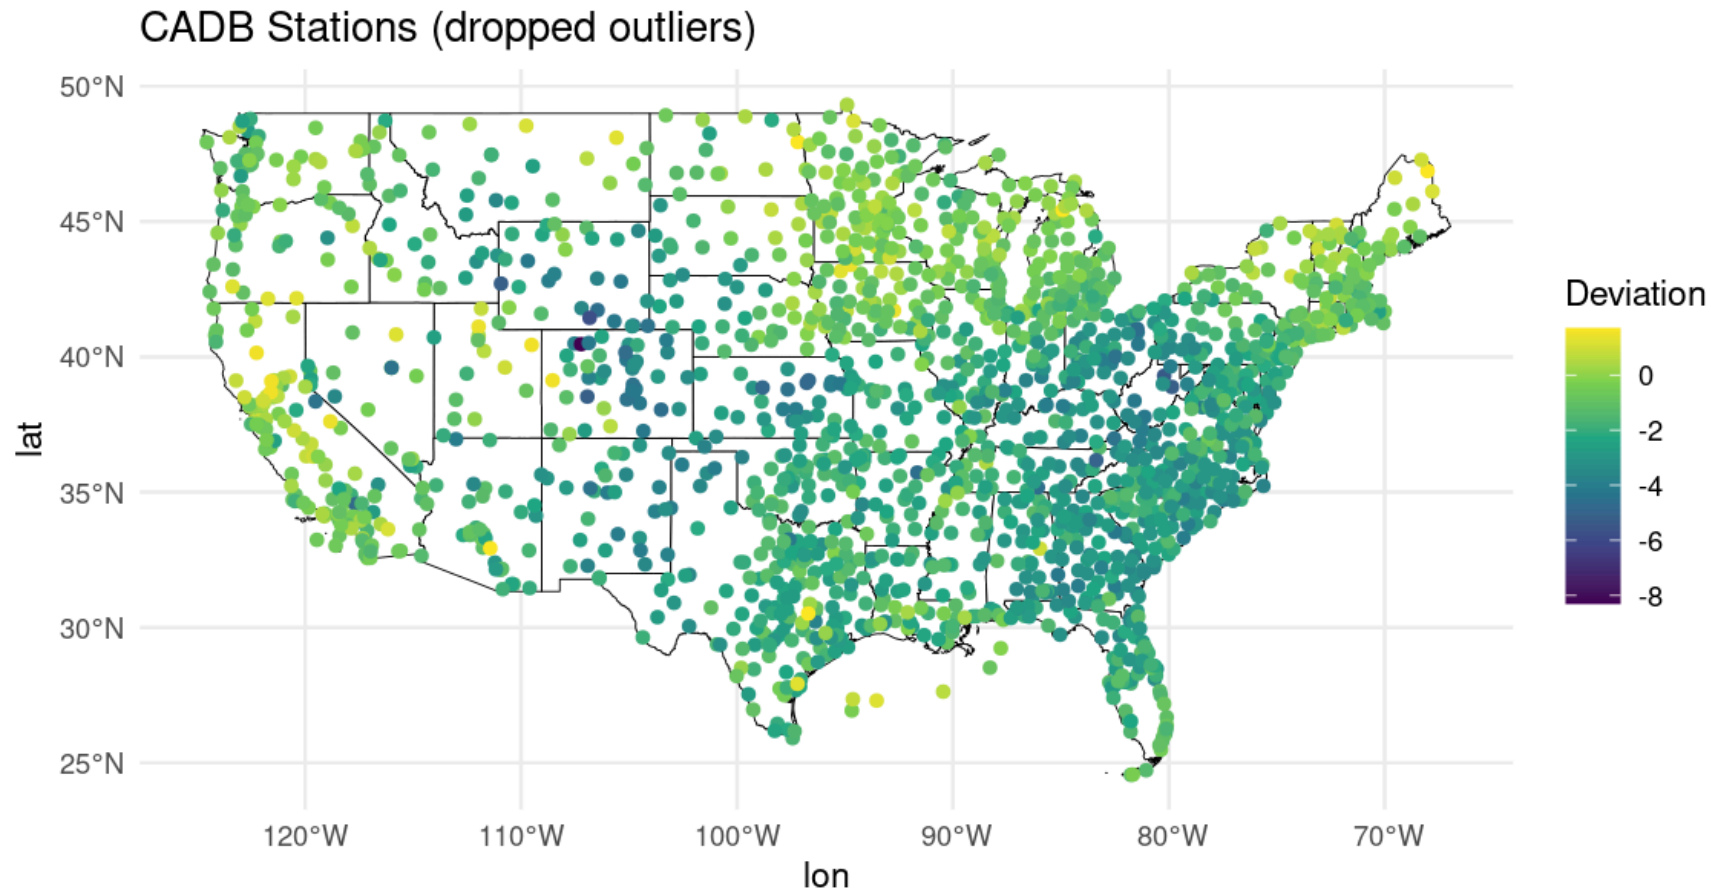 CADB Stations (dropped outliers)
50°N
45°N
40°N
35°N
30°N
25°N
lat
120°W
110°W
100°W
90°W
80°W
70°W
lon
Deviation
0
-2
-4
-6
-8